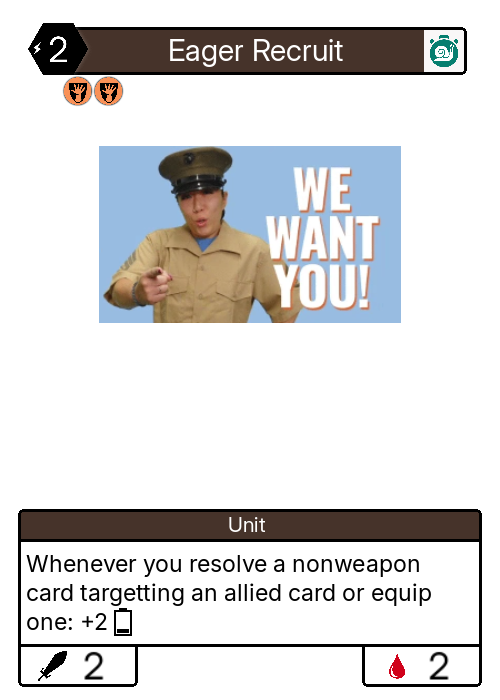 2
Eager Recruit
WE
WANT
YOU!
Unit
Whenever you resolve a nonweapon
card targetting an allied card or equip
one: +2
2
2